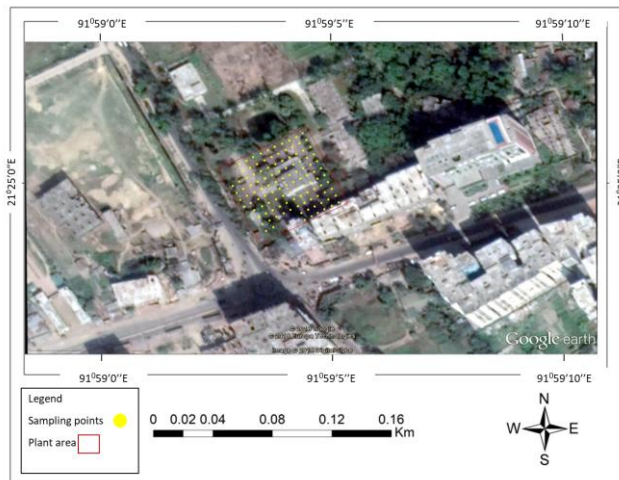 91⁰59'0''E 91⁰59'5''E 91⁰59'10''E
21⁰25'0''E
Google earth
91⁰59'0''E 91⁰59'5''E 91⁰59'10''E
Legend
Sampling points
Plant area
0 0.02 0.04 0.08 0.12 0.16
Km
N
W E
S